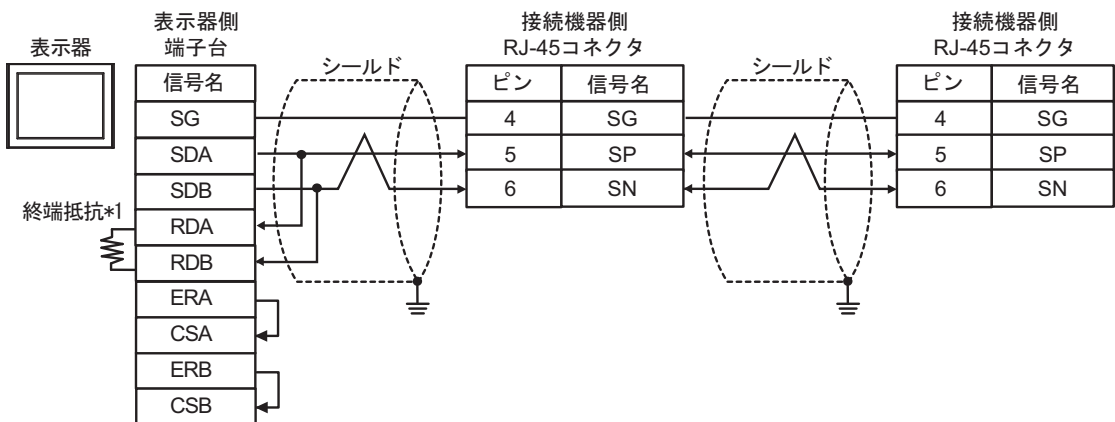 表示器
表示器側
端子台
信号名
SG
SDA
SDB
RDA
RDB
ERA
CSA
ERB
CSB
終端抵抗*1
シールド
接続機器側
RJ-45コネクタ
ピン 信号名
4 SG
5 SP
6 SN
シールド
接続機器側
RJ-45コネクタ
ピン 信号名
4 SG
5 SP
6 SN